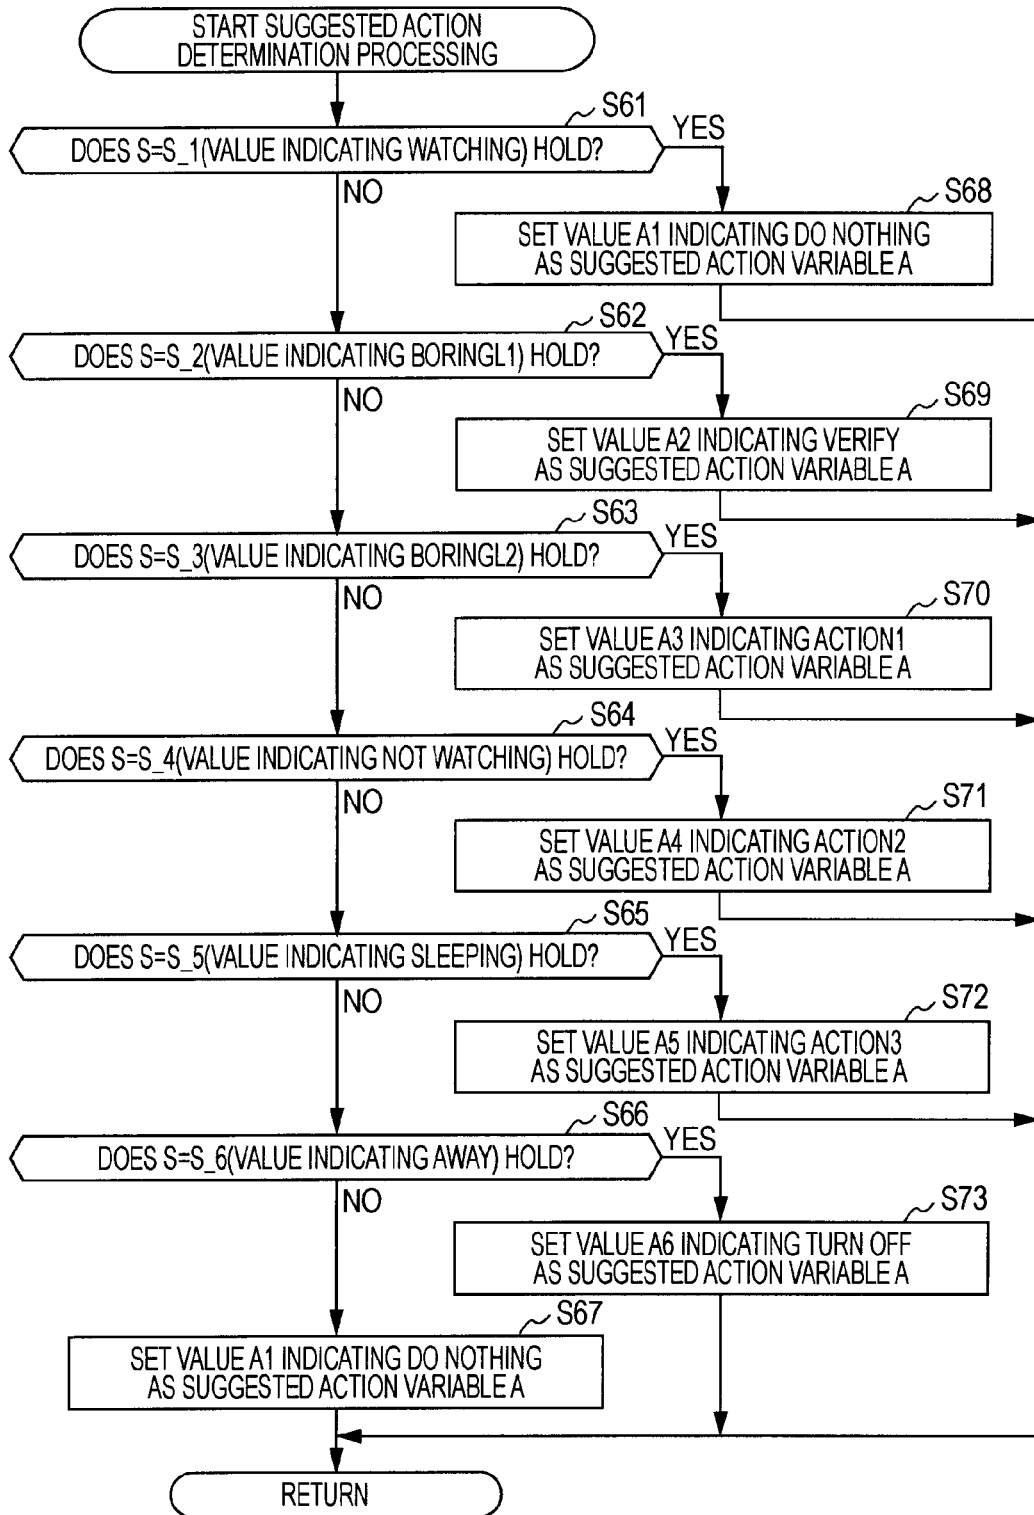 START SUGGESTED ACTION
DETERMINATION PROCESSING
S61
DOES S=S_1(VALUE INDICATING WATCHING) HOLD?
YES
NO
S68
SET VALUE A1 INDICATING DO NOTHING
AS SUGGESTED ACTION VARIABLE A
S62
DOES S=S_2(VALUE INDICATING BORINGL1) HOLD?
YES
NO
S69
SET VALUE A2 INDICATING VERIFY
AS SUGGESTED ACTION VARIABLE A
S63
DOES S=S_3(VALUE INDICATING BORINGL2) HOLD?
YES
NO
S70
SET VALUE A3 INDICATING ACTION1
AS SUGGESTED ACTION VARIABLE A
S64
DOES S=S_4(VALUE INDICATING NOT WATCHING) HOLD?
YES
NO
S71
SET VALUE A4 INDICATING ACTION2
AS SUGGESTED ACTION VARIABLE A
S65
DOES S=S_5(VALUE INDICATING SLEEPING) HOLD?
YES
NO
S72
SET VALUE A5 INDICATING ACTION3
AS SUGGESTED ACTION VARIABLE A
S66
DOES S=S_6(VALUE INDICATING AWAY) HOLD?
YES
NO
S73
SET VALUE A6 INDICATING TURN OFF
AS SUGGESTED ACTION VARIABLE A
S67
SET VALUE A1 INDICATING DO NOTHING
AS SUGGESTED ACTION VARIABLE A
RETURN